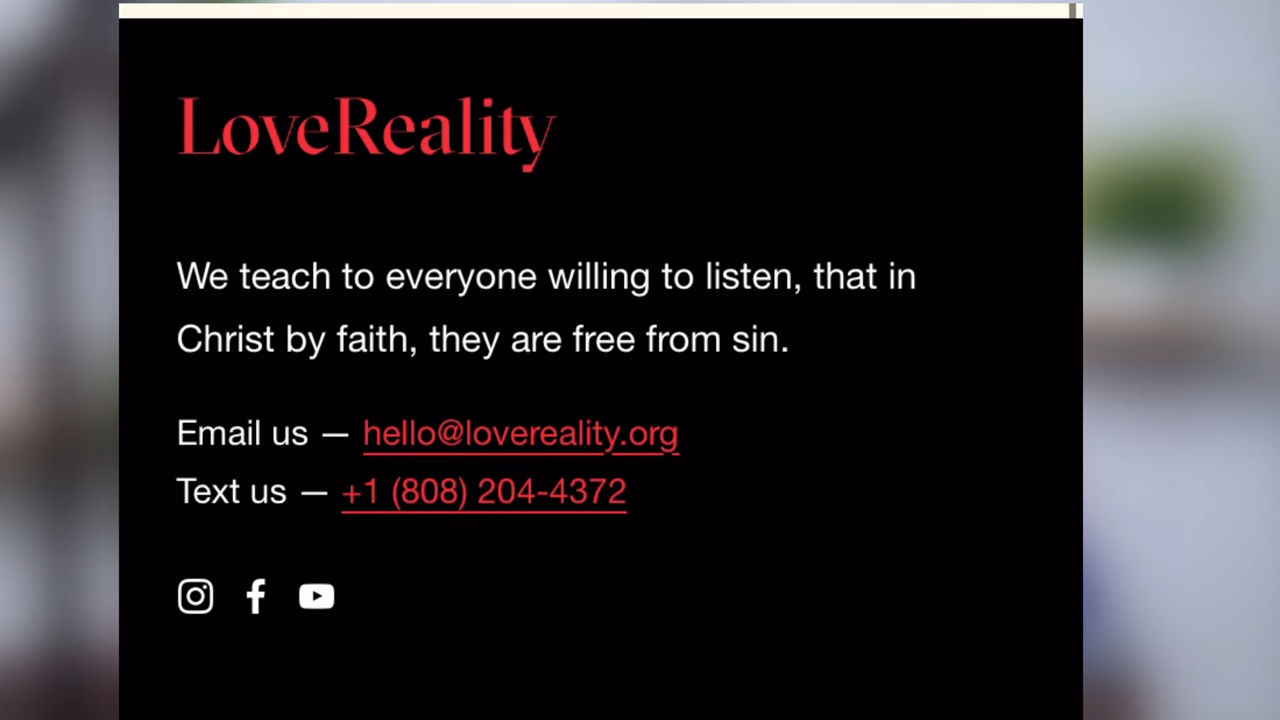 LoveReality
We teach to everyone willing to listen, that in
Christ by faith, they are free from sin.
Email us — hello@lovereality.org
Text us — +1 (808) 204-4372